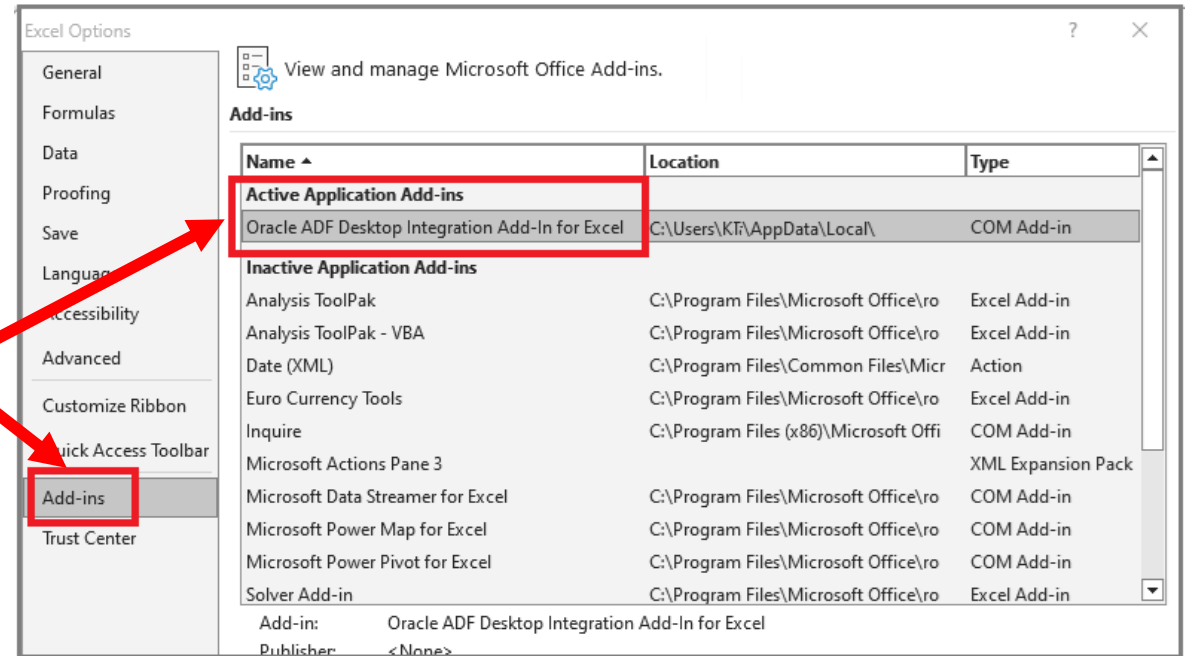 Excel Options ?
View and manage Microsoft Office Add-ins.
General
Formulas
Data
Proofing
Save
Accessibility
Advanced
Customize Ribbon
Access Toolbar
Add-ins
Trust Center
Add-ins
Name Location Type
Active Application Add-ins
Oracle ADF Desktop Integration Add-In for Excel C:\Users\KTr\AppData\Local\ COM Add-in
Inactive Application Add-ins
Analysis ToolPak C:\Program Files\Microsoft Office\ro Excel Add-in
Analysis ToolPak - VBA C:\Program Files\Microsoft Office\ro Excel Add-in
Date (XML) C:\Program Files\Common Files\Micr Action
Euro Currency Tools C:\Program Files\Microsoft Office\ro Excel Add-in
Inquire C:\Program Files (x86)\Microsoft Offi COM Add-in
Microsoft Actions Pane 3 XML Expansion Pack
Microsoft Data Streamer for Excel C:\Program Files\Microsoft Office\ro COM Add-in
Microsoft Power Map for Excel C:\Program Files\Microsoft Office\ro COM Add-in
Microsoft Power Pivot for Excel C:\Program Files\Microsoft Office\ro COM Add-in
Solver Add-in C:\Program Files\Microsoft Office\ro Excel Add-in
Add-in: Oracle ADF Desktop Integration Add-In for Excel
Publisher: <None>